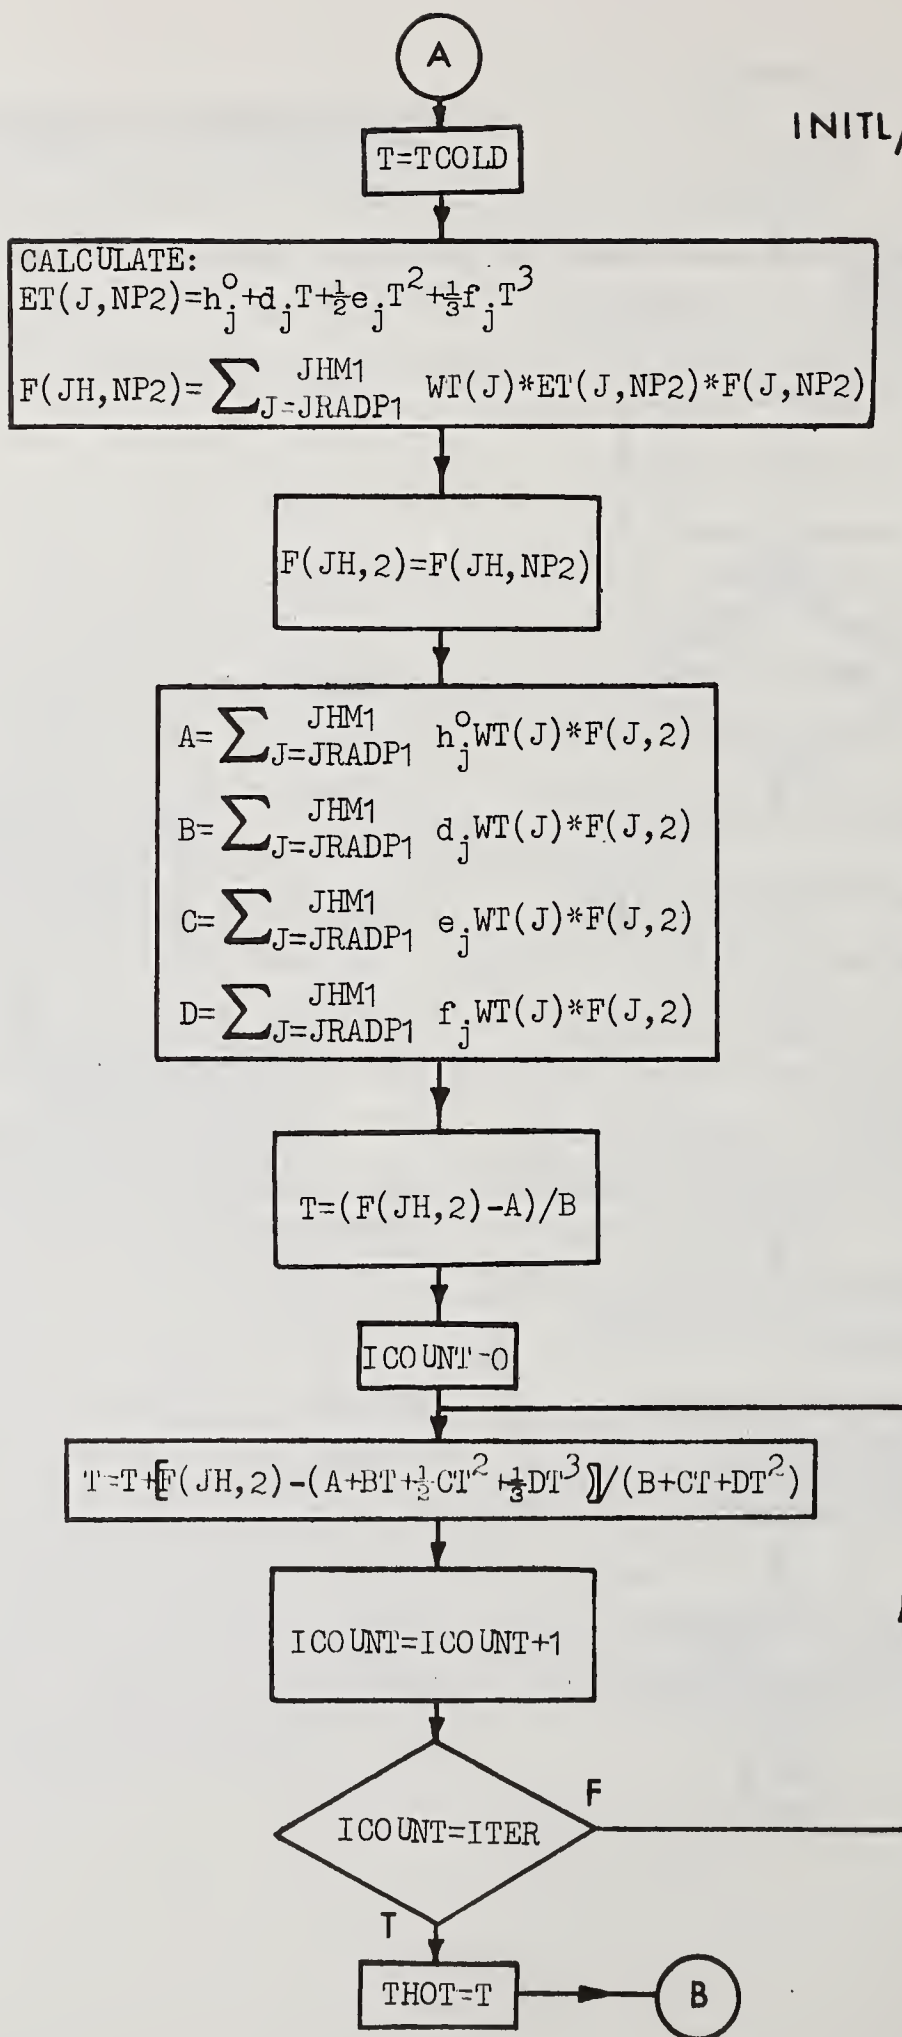 A
INITL/
T=TCOLD
CALCULATE:
ET(J,NP2)=h°j+djT+½ejT²+⅓fjT³
F(JH,NP2)=∑ JHM1 J=JRADP1 WT(J)*ET(J,NP2)*F(J,NP2)
F(JH,2)=F(JH,NP2)
A=∑ JHM1 J=JRADP1 h°jWT(J)*F(J,2)
B=∑ JHM1 J=JRADP1 djWT(J)*F(J,2)
C=∑ JHM1 J=JRADP1 ejWT(J)*F(J,2)
D=∑ JHM1 J=JRADP1 fjWT(J)*F(J,2)
T=(F(JH,2)-A)/B
ICOUNT-0
T=T+[F(JH,2)-(A+BT+½CT²+⅓DT³)]/(B+CT+DT²)
ICOUNT=ICOUNT+1
ICOUNT=ITER
F
T
THOT=T
B